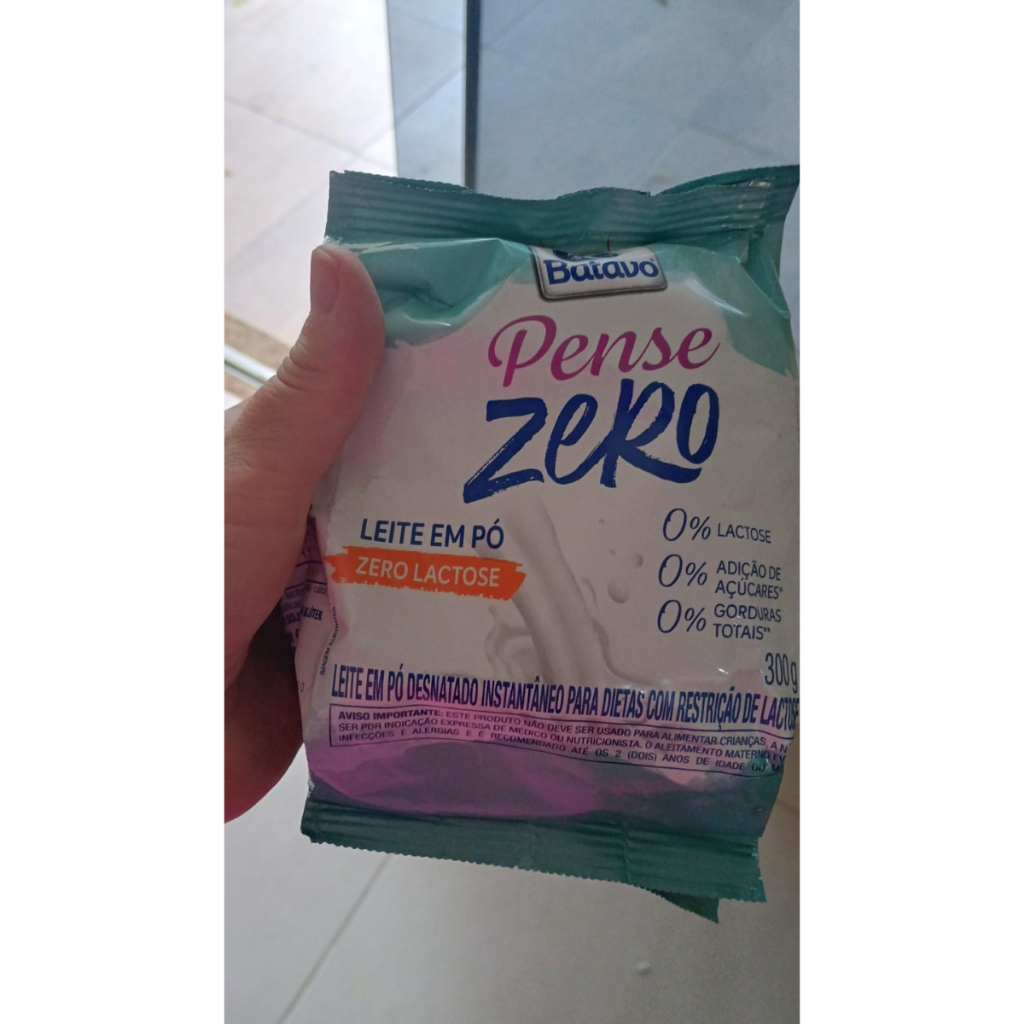 Batavo
Pense
ZERO
LEITE EM PÓ
ZERO LACTOSE
0% LACTOSE
0% ADIÇÃO DE
AÇÚCARES*
0% GORDURAS
TOTAIS**
300g
LEITE EM PÓ DESNATADO INSTANTÂNEO PARA DIETAS COM RESTRIÇÃO DE LACTOSE
AVISO IMPORTANTE: ESTE PRODUTO NÃO DEVE SER USADO PARA ALIMENTAR CRIANÇAS, A N
SER POR INDICAÇÃO EXPRESSA DE MÉDICO OU NUTRICIONISTA. O ALEITAMENTO MATERNO EV
INFECÇÕES E ALERGIAS E É RECOMENDADO ATÉ OS 2 (DOIS) ANOS DE IDADE OU